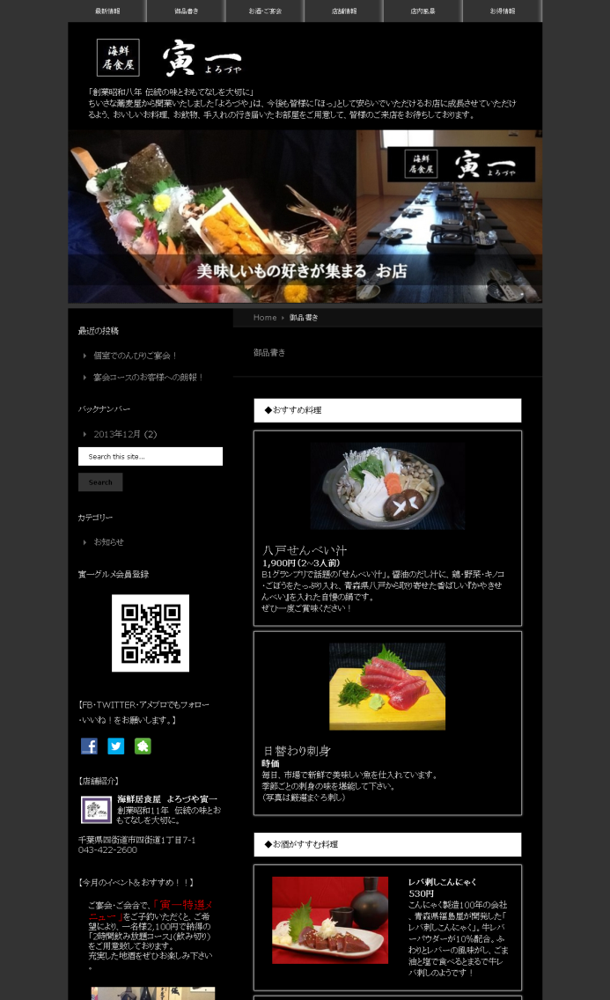 最新情報
御品書き
お酒・ご宴会
店舗情報
店内風景
お得情報
海鮮
居食屋
寅一
よろづや
「創業昭和八年 伝統の味とおもてなしを大切に」
ちいさな蕎麦屋から開業いたしました「よろづや」は、今後も皆様に「ほっ」として安らいでいただけるお店に成長させていただけ
るよう、おいしいお料理、お飲物、手入れの行き届いたお部屋をご用意して、皆様のご来店をお待ちしております。
海鮮
居食屋
寅一
よろづや
美味しいもの好きが集まる お店
最近の投稿
個室でのんびりご宴会！
宴会コースのお客様への朗報！
バックナンバー
2013年12月 (2)
Search this site...
Search
カテゴリー
お知らせ
寅一グルメ会員登録
【FB・TWITTER・アメブロでもフォロー
・いいね！をお願いします。】
【店舗紹介】
海鮮居食屋 よろづや寅一
創業昭和11年 伝統の味とお
もてなしを大切に。
千葉県四街道市四街道1丁目7-1
043-422-2600
【今月のイベント＆おすすめ！！】
ご宴会・ご会合で、「寅一特選メ
ニュー」をご予約いただくと、ご希
望により、一名様2,100円で納得の
「2時間飲み放題コース」(飲み切り)
をご用意致しております。
充実した地酒をぜひお楽しみ下さい
。
Home
御品書き
御品書き
◆おすすめ料理
八戸せんべい汁
1,900円（2～3人前）
B1グランプリで話題の「せんべい汁」。醤油のだし汁に、鶏・野菜・キノコ
・ごぼうをたっぷり入れ、青森県八戸から取り寄せた香ばしい『かやきせ
んべい』を入れた自慢の鍋です。
ぜひ一度ご賞味ください！
日替わり刺身
時価
毎日、市場で新鮮で美味しい魚を仕入れています。
季節ごとの刺身の味を堪能して下さい。
（写真は厳選まぐろ刺し）
◆お酒がすすむ料理
レバ刺しこんにゃく
530円
こんにゃく製造100年の会社
、青森県福島屋が開発した「
レバ刺しこんにゃく」。牛レバ
ーパウダーが10％配合。ふ
わりとレバーの風味がし、ごま
油と塩で食べるとまるで牛レ
バ刺しのようです！